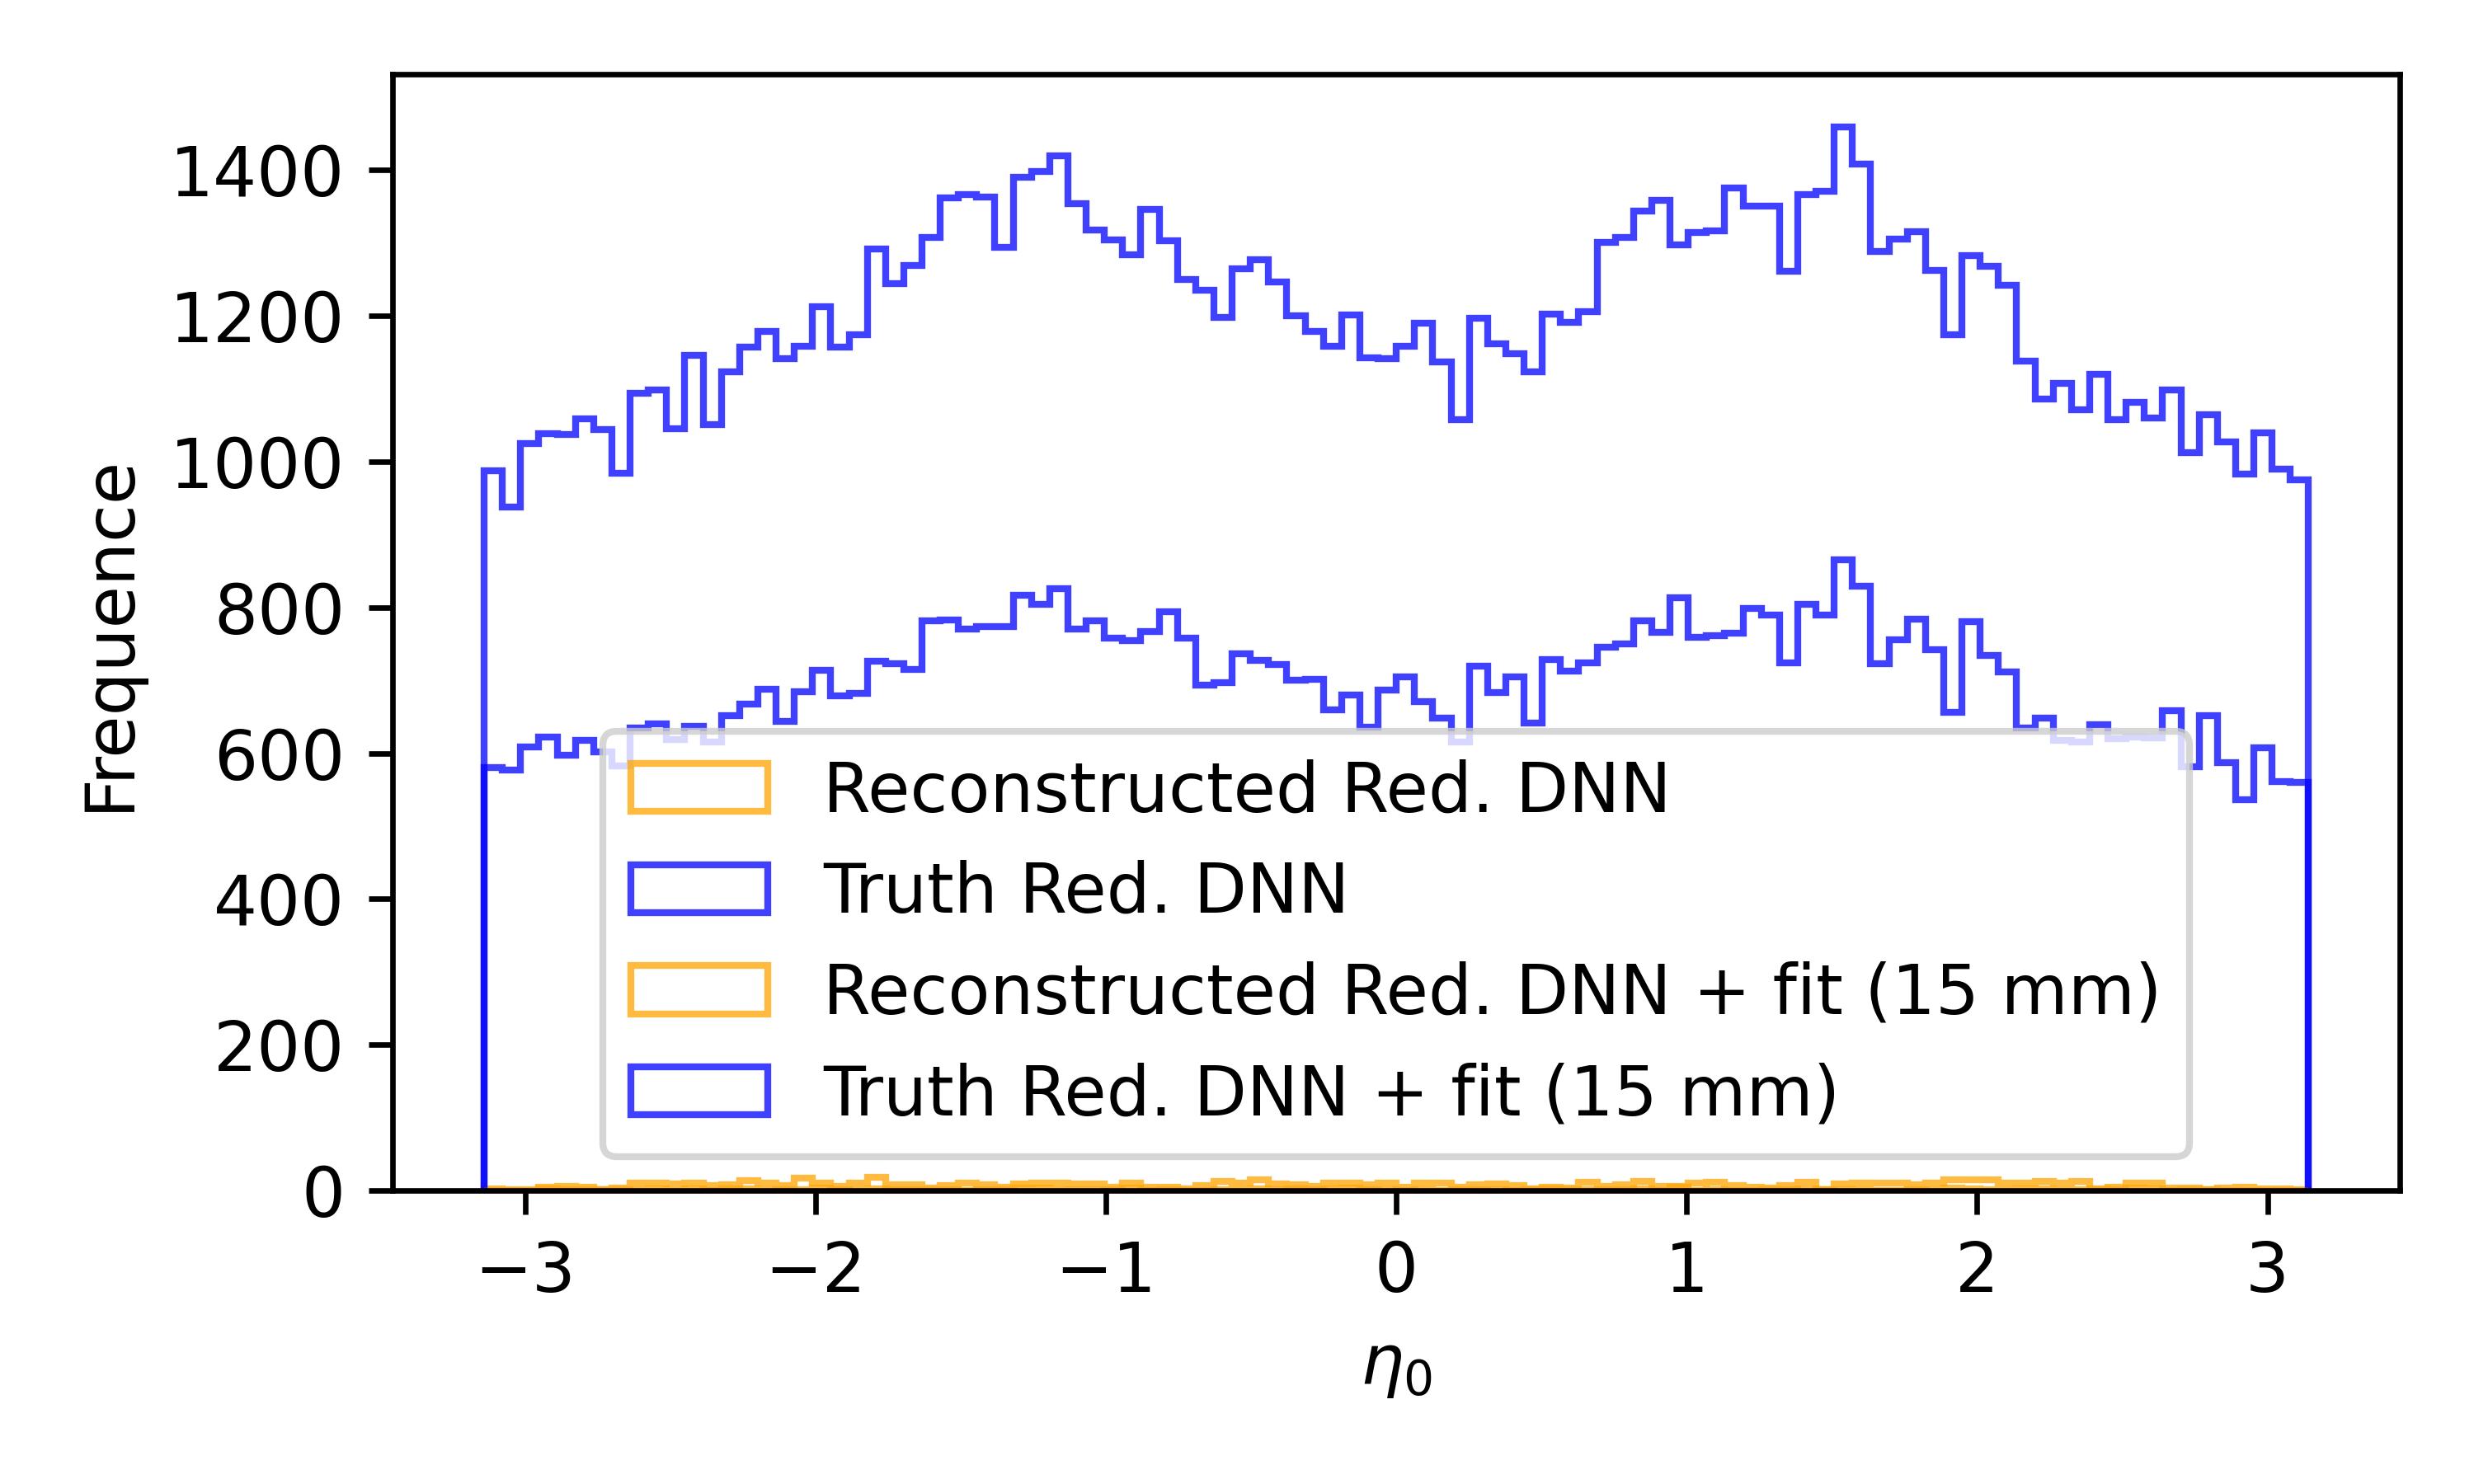 Frequence
1400
1200
1000
800
600
400
200
0
Reconstructed Red. DNN
Truth Red. DNN
Reconstructed Red. DNN + fit (15 mm)
Truth Red. DNN + fit (15 mm)
−3 −2 −1 0 1 2 3
η₀